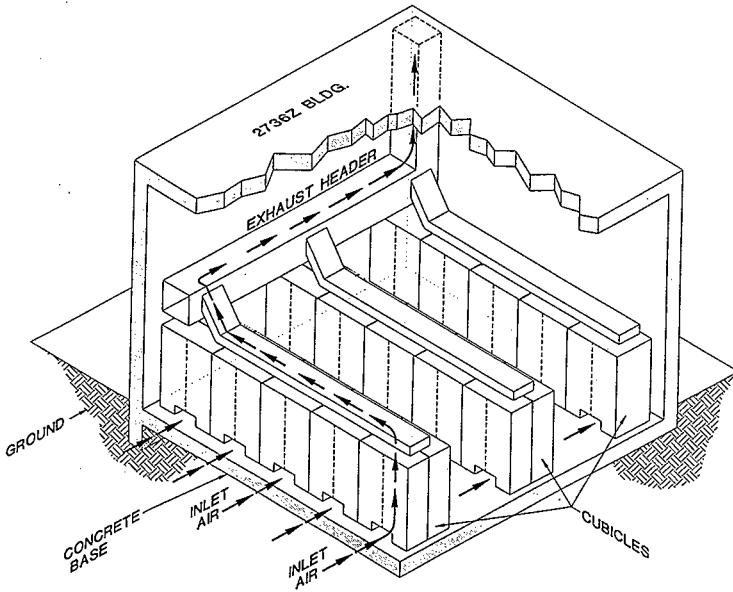 2736Z BLDG.
EXHAUST HEADER
GROUND
CONCRETE
BASE
INLET
AIR
INLET
AIR
CUBICLES